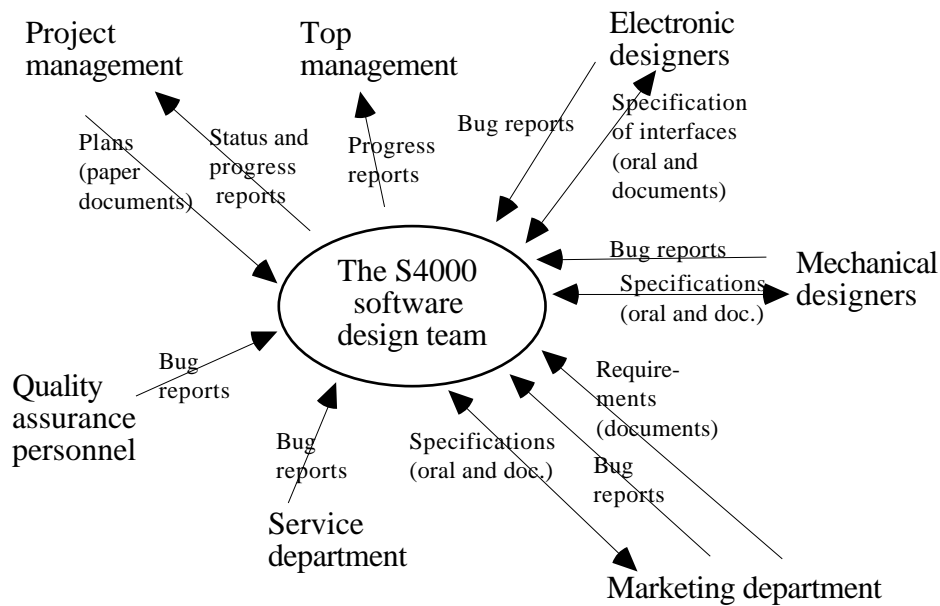 Project
management
Top
management
Electronic
designers
Plans
(paper
documents)
Status and
progress
reports
Progress
reports
Bug reports
Specification
of interfaces
(oral and
documents)
The S4000
software
design team
Bug reports
Specifications
(oral and doc.)
Mechanical
designers
Quality
assurance
personnel
Bug
reports
Bug
reports
Service
department
Specifications
(oral and doc.)
Require-
ments
(documents)
Bug
reports
Marketing department